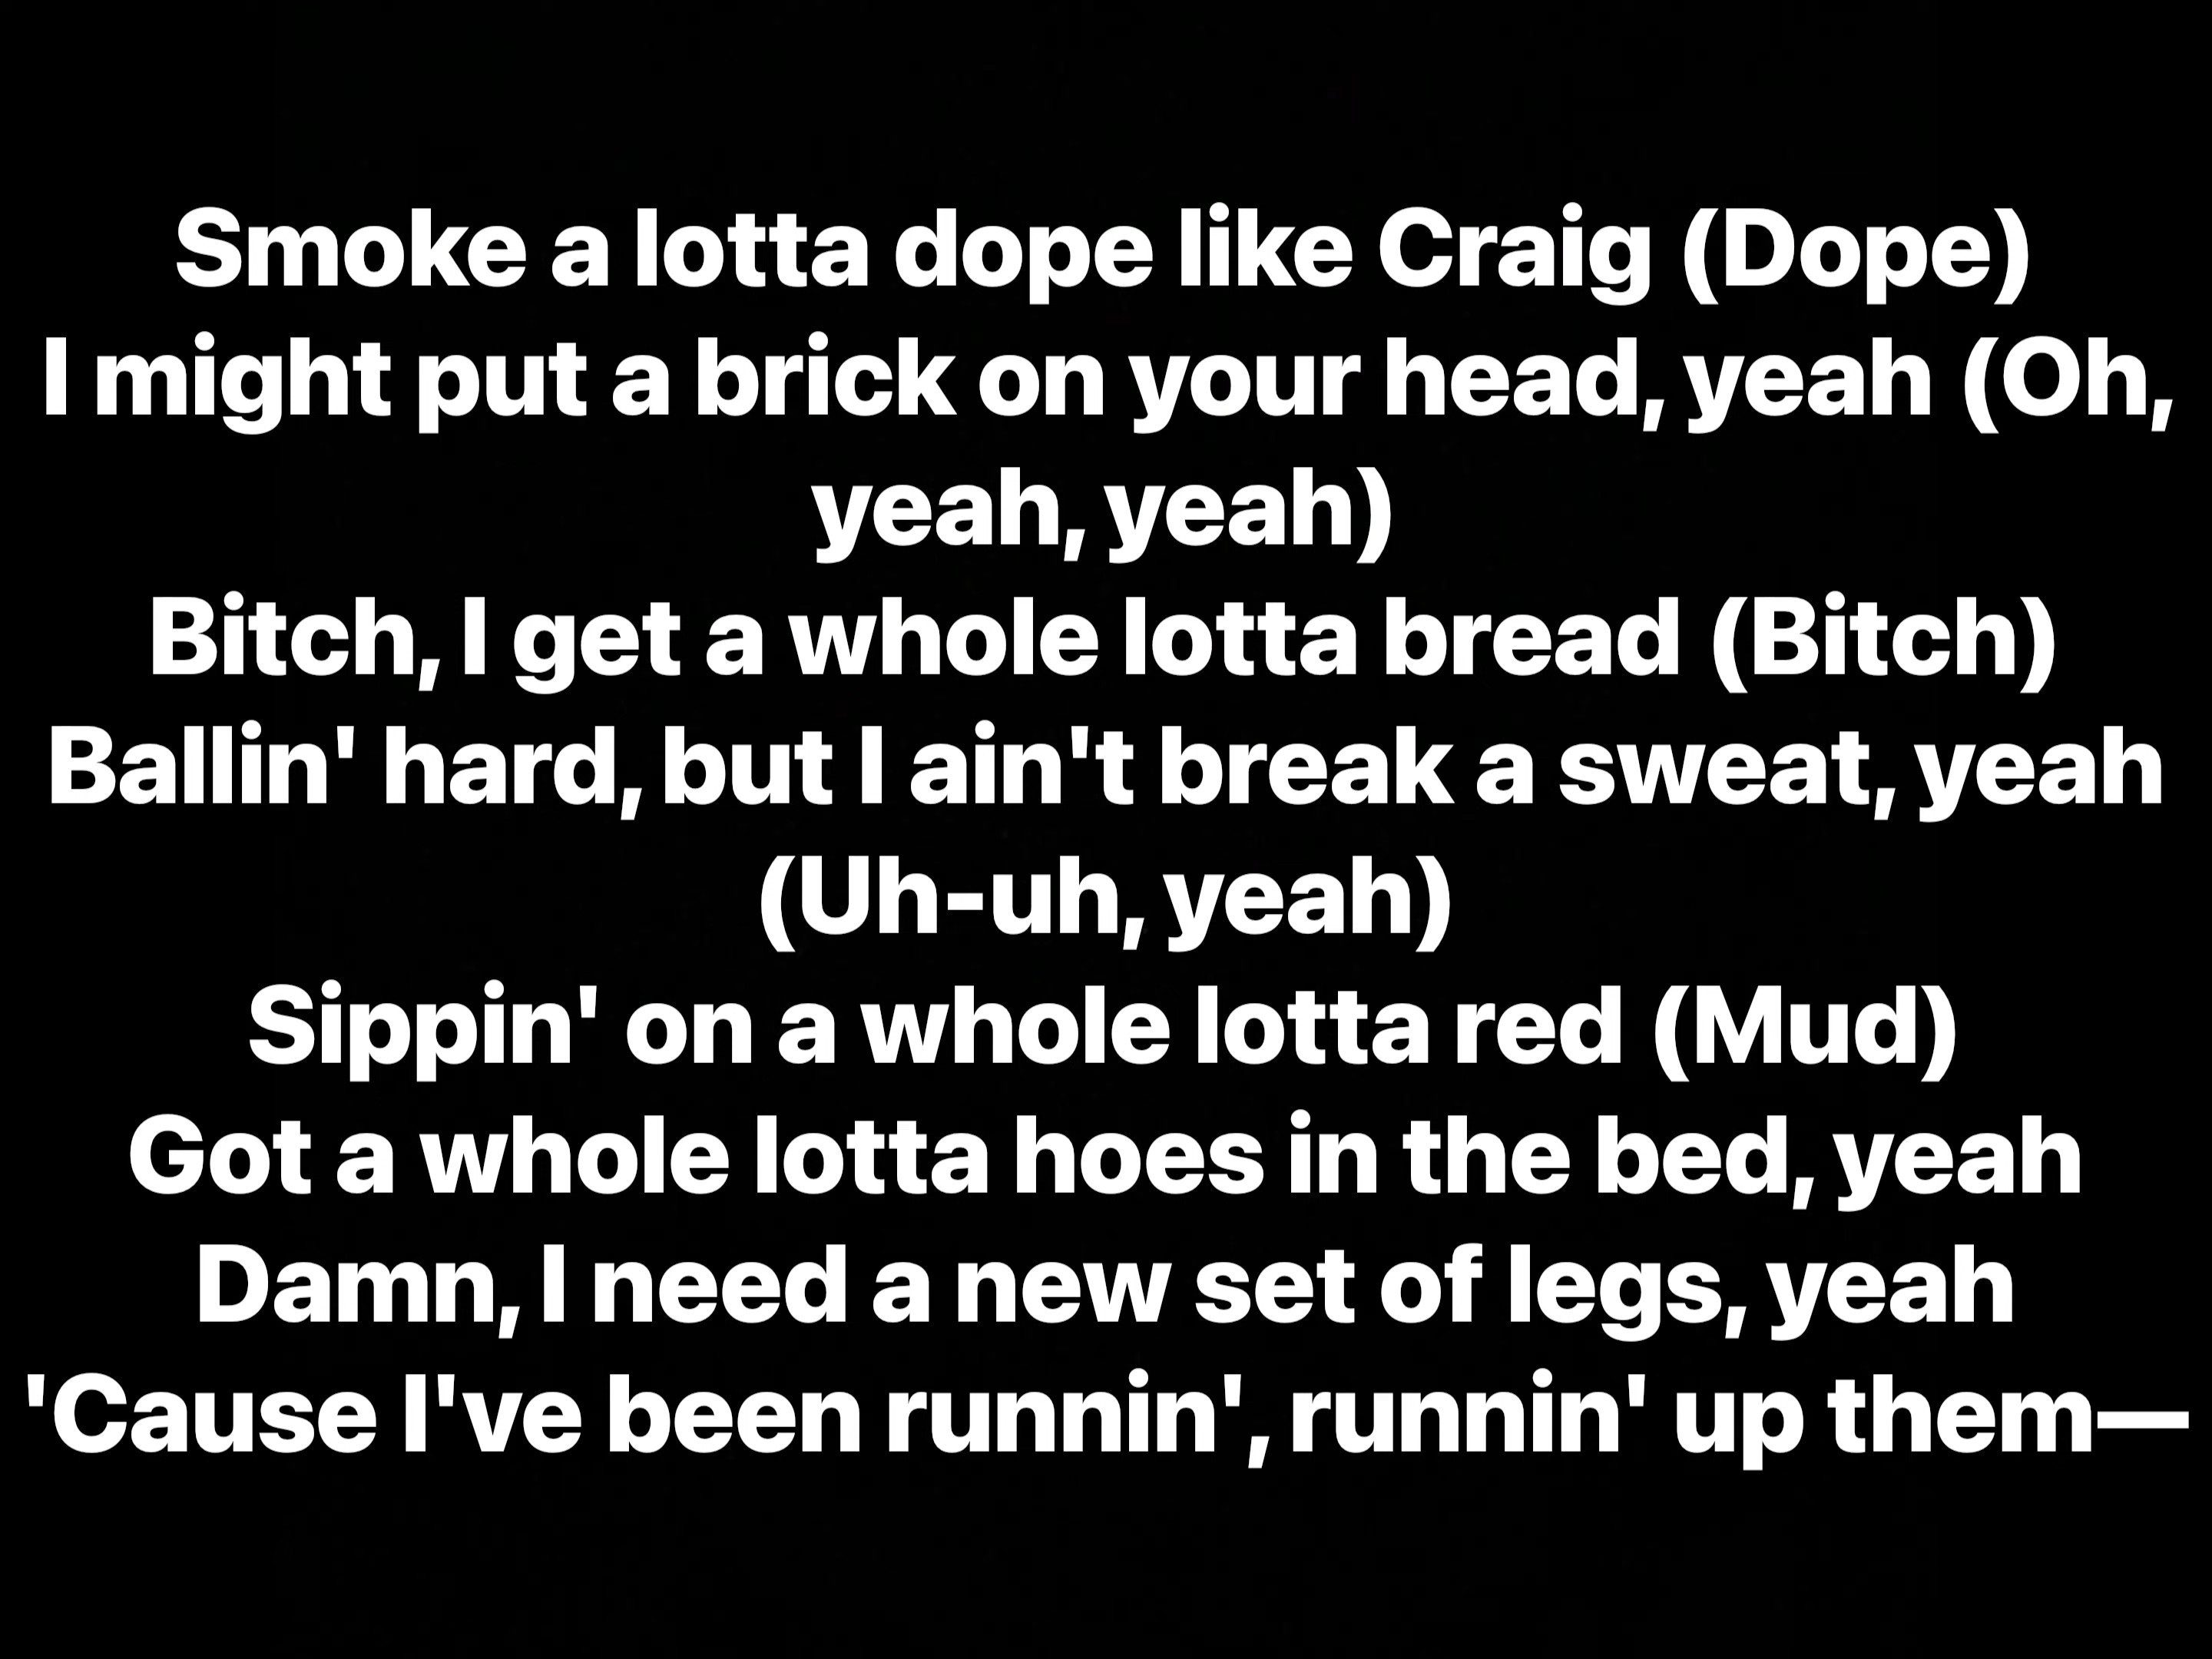 Smoke a lotta dope like Craig (Dope)
I might put a brick on your head, yeah (Oh,
yeah, yeah)
Bitch, I get a whole lotta bread (Bitch)
Ballin' hard, but I ain't break a sweat, yeah
(Uh-uh, yeah)
Sippin' on a whole lotta red (Mud)
Got a whole lotta hoes in the bed, yeah
Damn, I need a new set of legs, yeah
'Cause I've been runnin', runnin' up them—